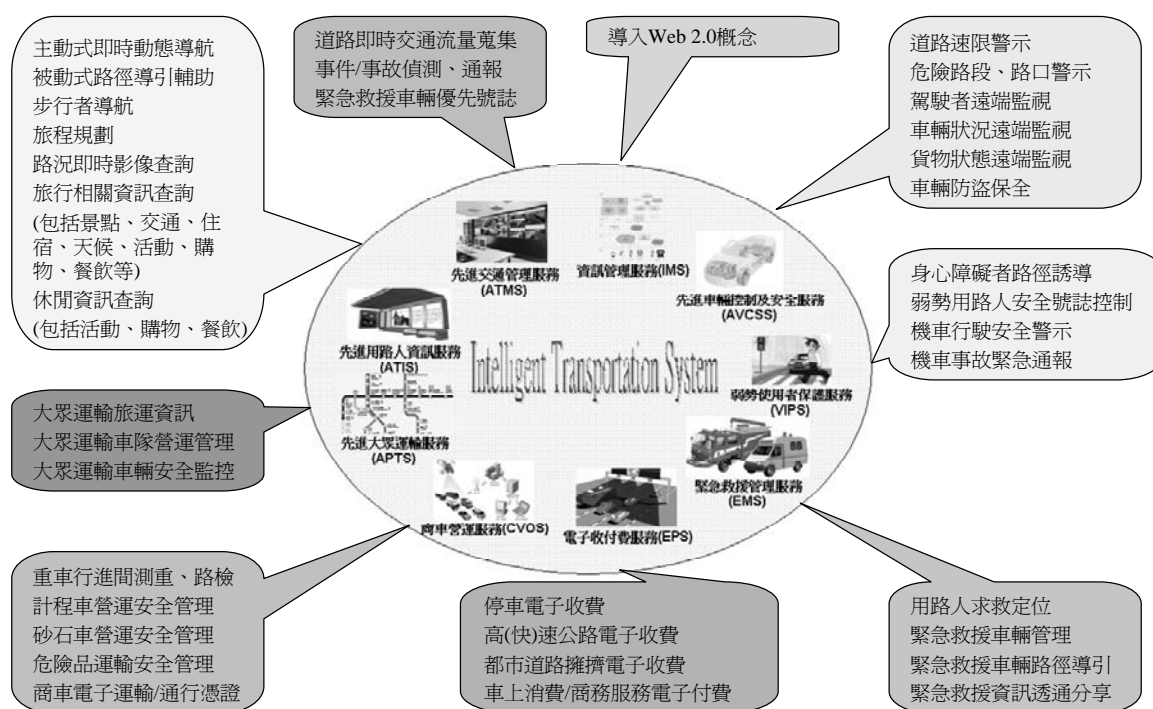 主動式即時動態導航
被動式路徑導引輔助
步行者導航
旅程規劃
路況即時影像查詢
旅行相關資訊查詢
(包括景點、交通、住
宿、天候、活動、購
物、餐飲等)
休閒資訊查詢
(包括活動、購物、餐飲)
道路即時交通流量蒐集
事件/事故偵測、通報
緊急救援車輛優先號誌
導入Web 2.0概念
道路速限警示
危險路段、路口警示
駕駛者遠端監視
車輛狀況遠端監視
貨物狀態遠端監視
車輛防盜保全
先進交通管理服務
(ATMS)
資訊管理服務(IMS)
先進車輛控制及安全服務
(AVCSS)
身心障礙者路徑誘導
弱勢用路人安全號誌控制
機車行駛安全警示
機車事故緊急通報
先進用路人資訊服務
(ATIS)
Intelligent Transportation System
弱勢使用者保護服務
(VIPS)
大眾運輸旅運資訊
大眾運輸車隊營運管理
大眾運輸車輛安全監控
先進大眾運輸服務
(APTS)
緊急救援管理服務
(EMS)
商車營運服務(CVOS)
電子收付費服務(EPS)
重車行進間測重、路檢
計程車營運安全管理
砂石車營運安全管理
危險品運輸安全管理
商車電子運輸/通行憑證
停車電子收費
高(快)速公路電子收費
都市道路擁擠電子收費
車上消費/商務服務電子付費
用路人求救定位
緊急救援車輛管理
緊急救援車輛路徑導引
緊急救援資訊透通分享